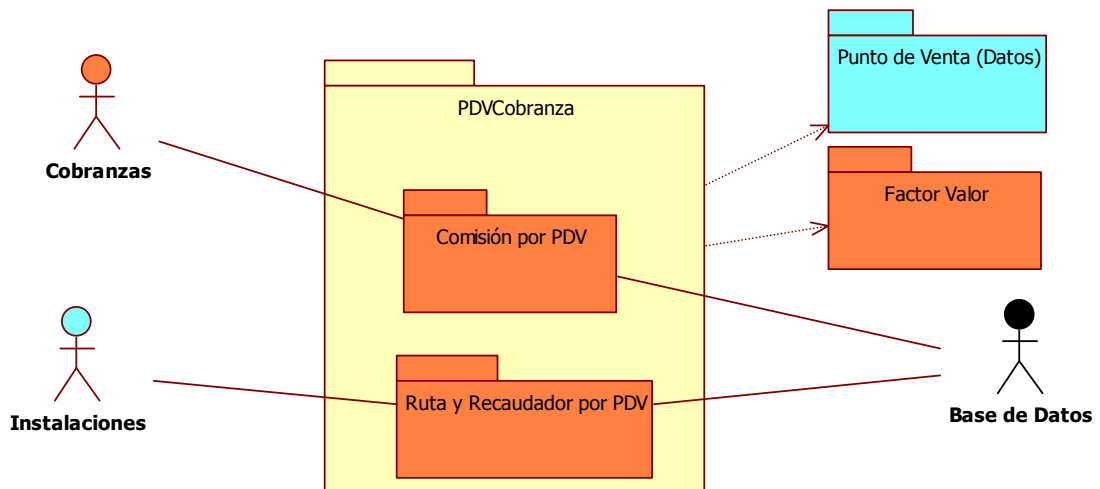 Punto de Venta (Datos)
PDVCobranza
Cobranzas
Factor Valor
Comisión por PDV
Ruta y Recaudador por PDV
Instalaciones
Base de Datos